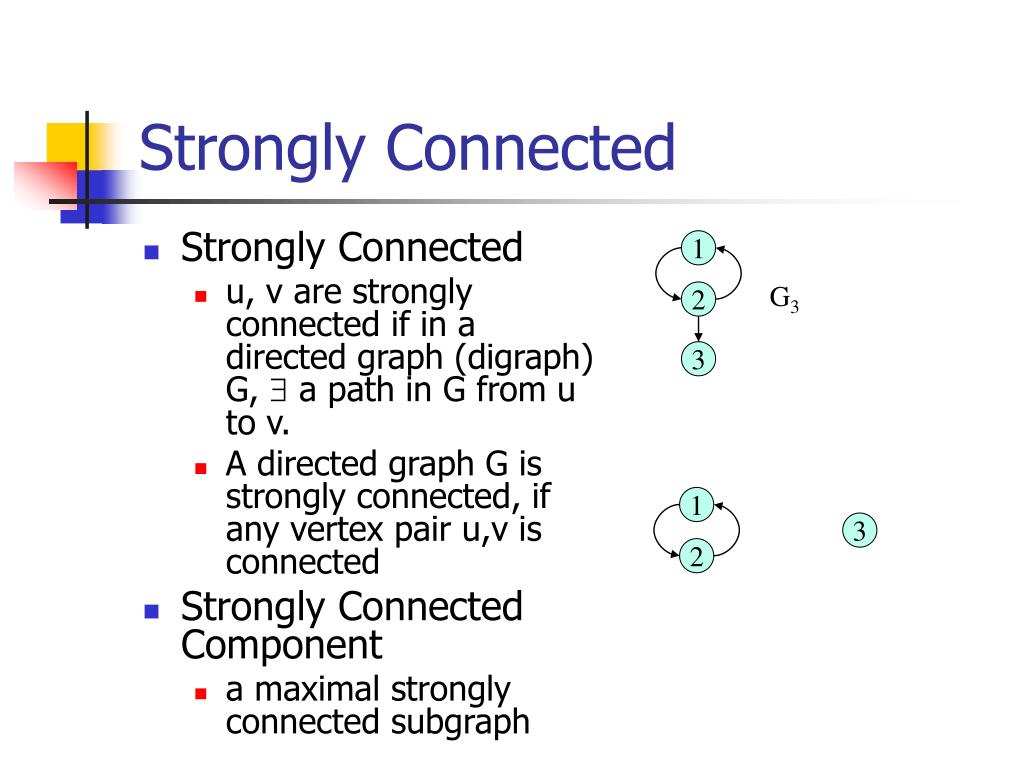 Strongly Connected
Strongly Connected
u, v are strongly
connected if in a
directed graph (digraph)
G, ∃ a path in G from u
to v.
A directed graph G is
strongly connected, if
any vertex pair u,v is
connected
Strongly Connected
Component
a maximal strongly
connected subgraph
1
2
G₃
3
1
3
2